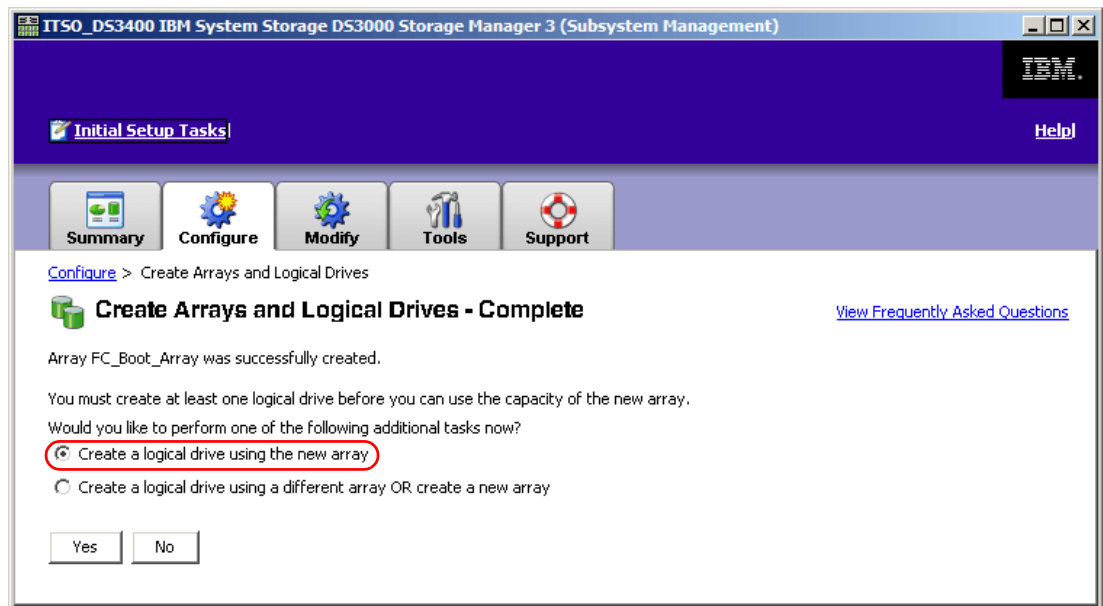 ITSO_DS3400 IBM System Storage DS3000 Storage Manager 3 (Subsystem Management)
IBM.
Initial Setup Tasks
Help
Summary
Configure
Modify
Tools
Support
Configure > Create Arrays and Logical Drives
Create Arrays and Logical Drives - Complete
View Frequently Asked Questions
Array FC_Boot_Array was successfully created.
You must create at least one logical drive before you can use the capacity of the new array.
Would you like to perform one of the following additional tasks now?
Create a logical drive using the new array
Create a logical drive using a different array OR create a new array
Yes
No